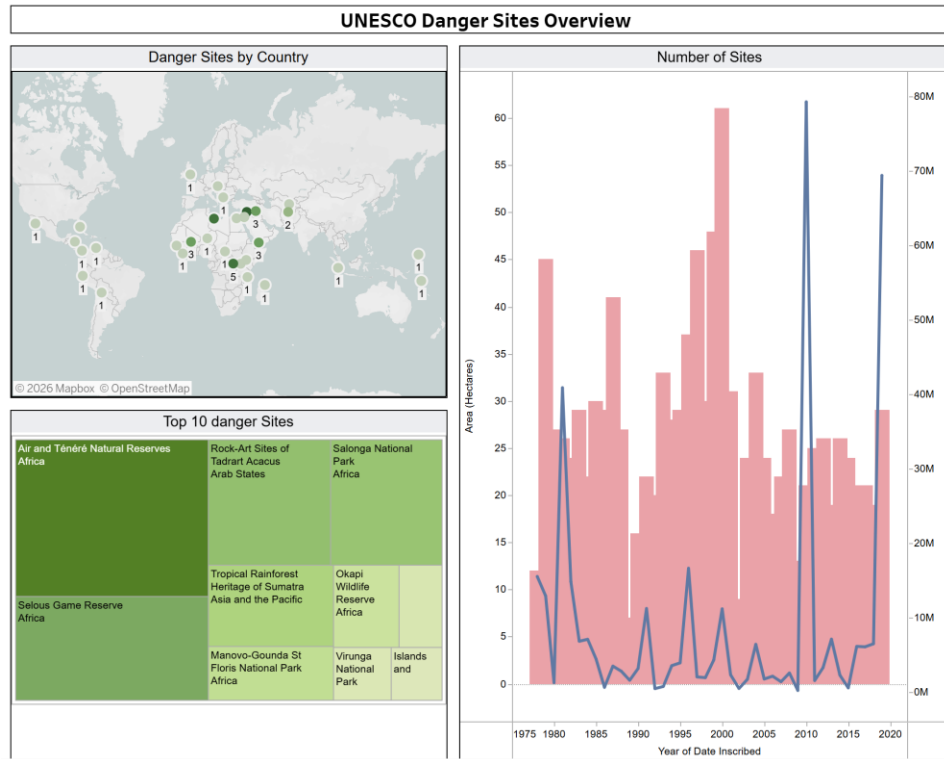 UNESCO Danger Sites Overview
Danger Sites by Country
1
1
3
2
1
1
1
3
1
3
5
1
1
1
1
1
1
1
© 2026 Mapbox © OpenStreetMap
Top 10 danger Sites
Air and Ténéré Natural Reserves
Africa
Selous Game Reserve
Africa
Rock-Art Sites of
Tadrart Acacus
Arab States
Salonga National
Park
Africa
Tropical Rainforest
Heritage of Sumatra
Asia and the Pacific
Okapi
Wildlife
Reserve
Africa
Manovo-Gounda St
Floris National Park
Africa
Virunga
National
Park
Islands
and
Number of Sites
Area (Hectares)
60
55
50
45
40
35
30
25
20
15
10
5
0
80M
70M
60M
50M
40M
30M
20M
10M
0M
1975 1980 1985 1990 1995 2000 2005 2010 2015 2020
Year of Date Inscribed